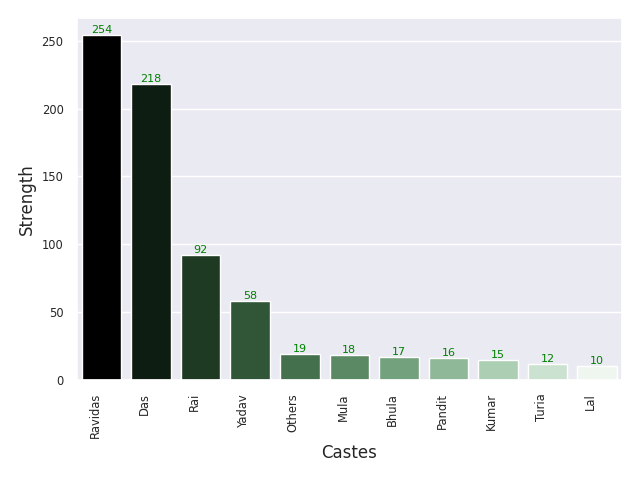 254
250
218
200
150
100
92
58
50
19
18
17
16
15
12
10
0
Strength
Ravidas
Das
Rai
Yadav
Others
Mula
Bhula
Pandit
Kumar
Turia
Lal
Castes